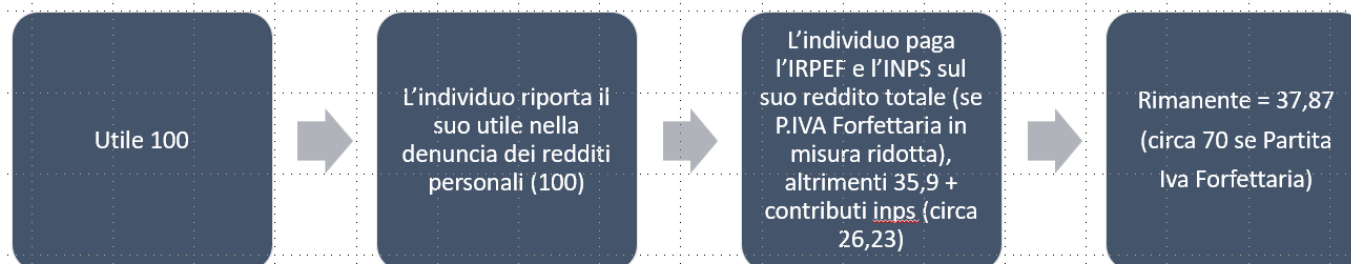 Utile 100
L'individuo riporta il
suo utile nella
denuncia dei redditi
personali (100)
L'individuo paga
l'IRPEF e l'INPS sul
suo reddito totale (se
P.IVA Forfettaria in
misura ridotta),
altrimenti 35,9 +
contributi inps (circa
26,23)
Rimanente = 37,87
(circa 70 se Partita
Iva Forfettaria)